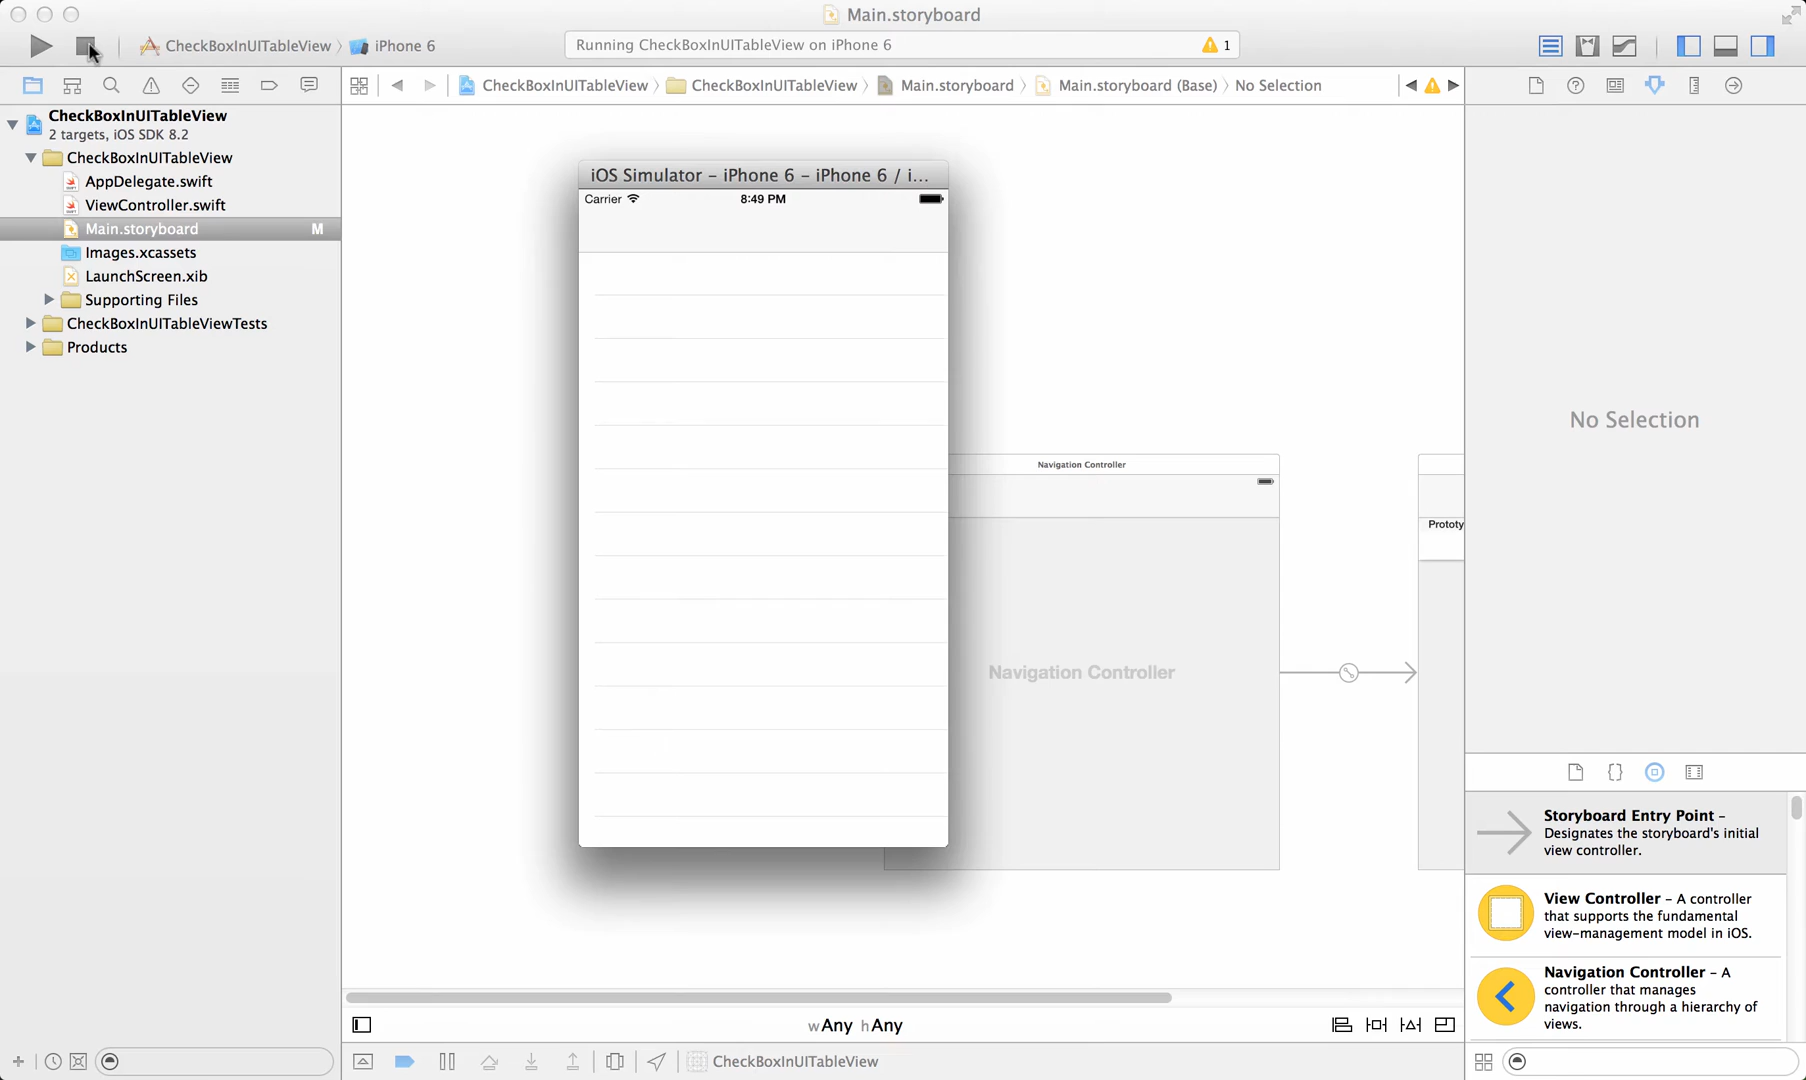 Main.storyboard
CheckBoxInUITableView
iPhone 6
Running CheckBoxInUITableView on iPhone 6
1
CheckBoxInUITableView
CheckBoxInUITableView
Main.storyboard
Main.storyboard (Base)
No Selection
CheckBoxInUITableView
2 targets, iOS SDK 8.2
CheckBoxInUITableView
AppDelegate.swift
ViewController.swift
Main.storyboard
M
Images.xcassets
LaunchScreen.xib
Supporting Files
CheckBoxInUITableViewTests
Products
iOS Simulator – iPhone 6 – iPhone 6 / i...
Carrier
8:49 PM
Navigation Controller
Navigation Controller
Prototy
wAny hAny
CheckBoxInUITableView
No Selection
Storyboard Entry Point –
Designates the storyboard's initial
view controller.
View Controller – A controller
that supports the fundamental
view-management model in iOS.
Navigation Controller – A
controller that manages
navigation through a hierarchy of
views.